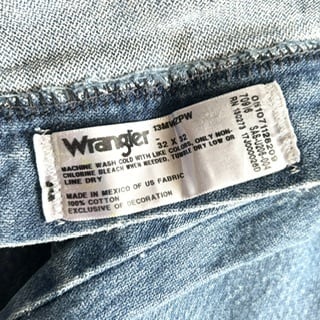 Wrangler
13MWZPW
-
32 X 32
MACHINE WASH COLD WITH LIKE COLORS, ONLY NON-
CHLORINE BLEACH WHEN NEEDED, TUMBLE DRY LOW OR
LINE DRY
MADE IN MEXICO OF US FABRIC
100% COTTON
EXCLUSIVE OF DECORATION